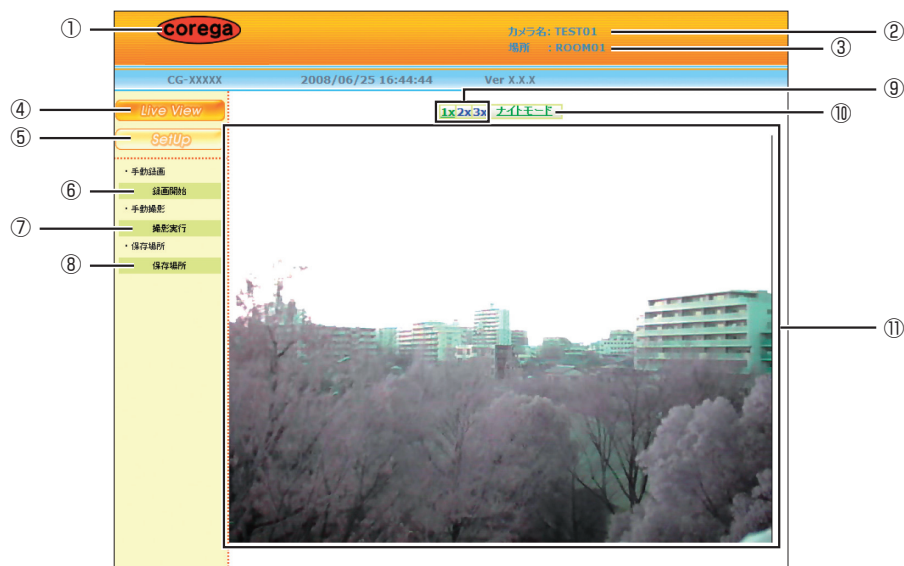 ① corega カメラ名: TEST01 ②
場所 : ROOM01 ③
CG-XXXXX 2008/06/25 16:44:44 Ver X.X.X
⑨
④ Live View 1x 2x 3x ナイトモード ⑩
⑤ SetUp
・手動録画
⑥ 録画開始
・手動撮影
⑦ 撮影実行
・保存場所
⑧ 保存場所
⑪